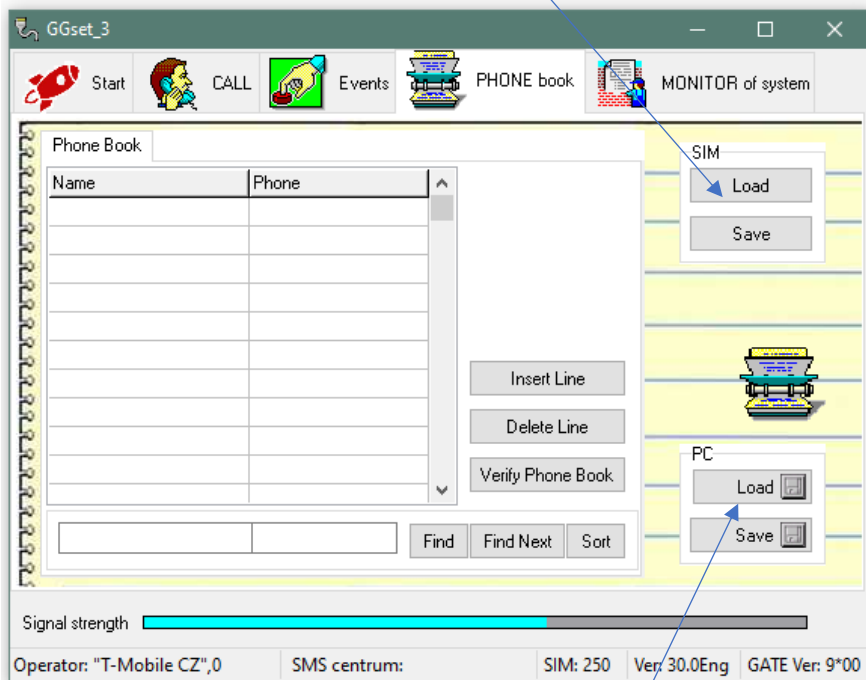 GGset_3
Start
CALL
Events
PHONE book
MONITOR of system
Phone Book
Name Phone
SIM
Load
Save
Insert Line
Delete Line
Verify Phone Book
PC
Load
Save
Find
Find Next
Sort
Signal strength
Operator: "T-Mobile CZ",0 SMS centrum: SIM: 250 Ver: 30.0Eng GATE Ver: 9*00